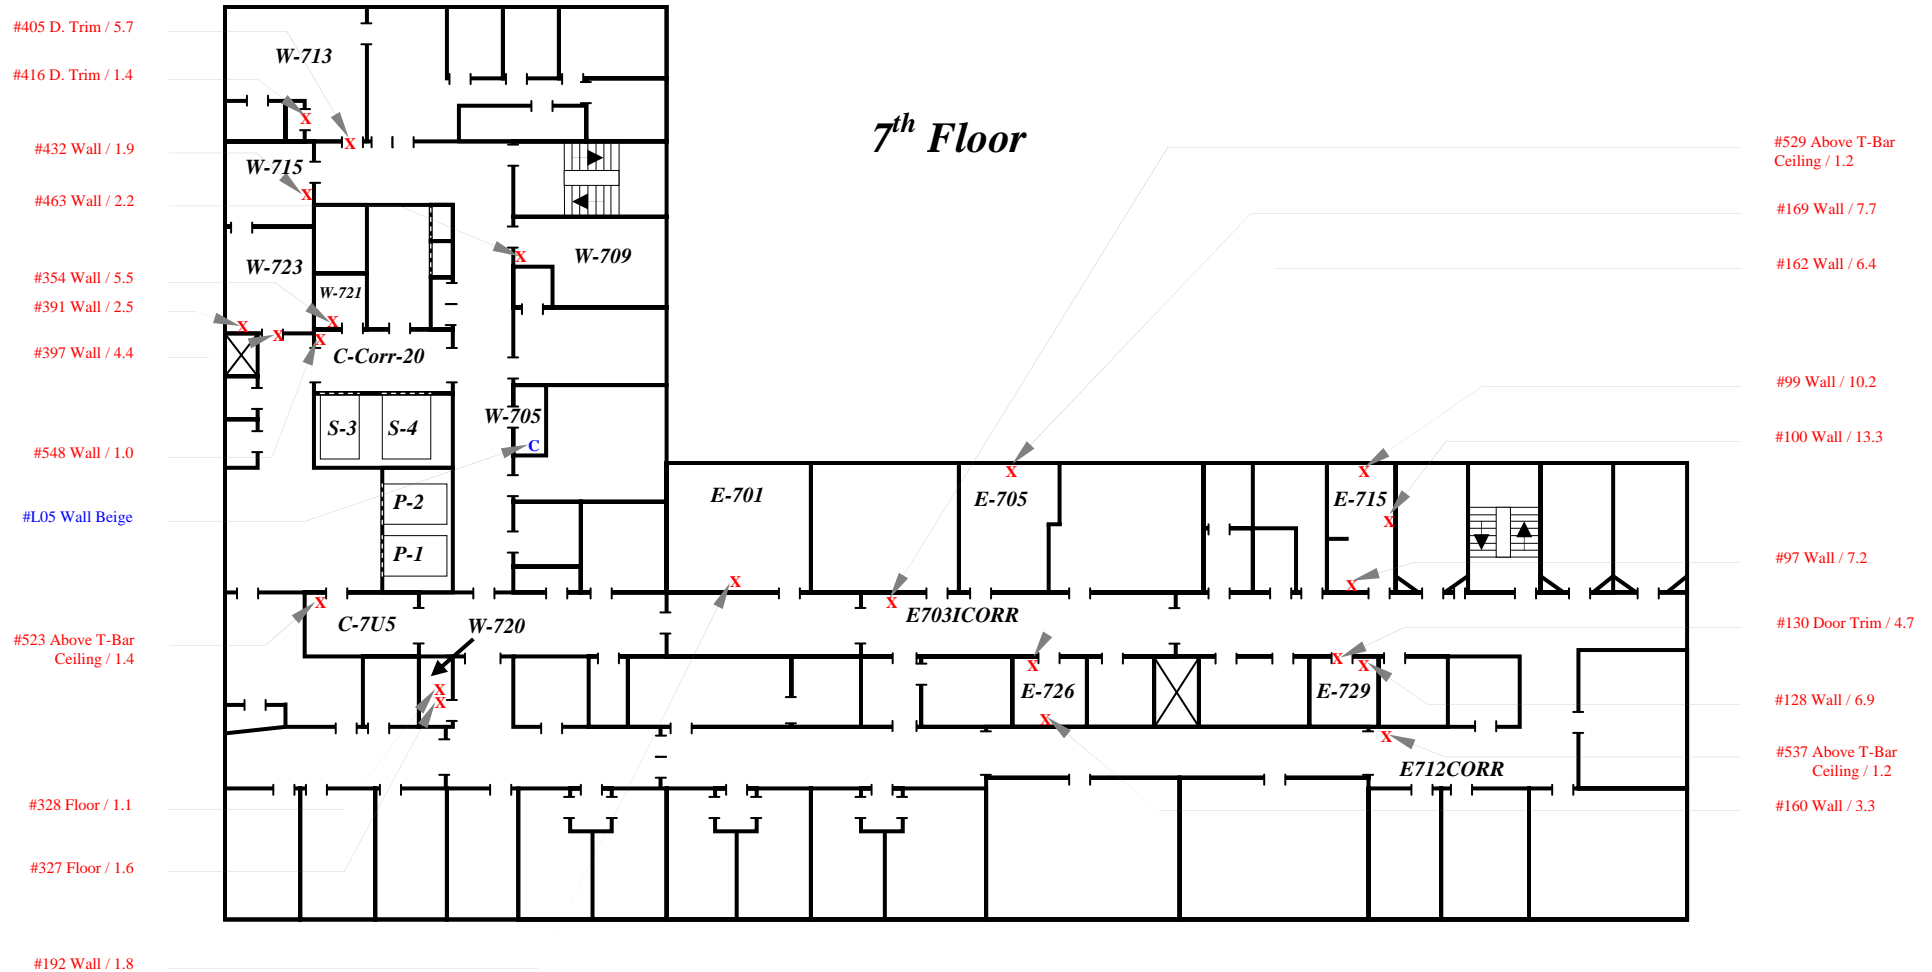 7th Floor
#405 D. Trim / 5.7
#416 D. Trim / 1.4
#432 Wall / 1.9
#463 Wall / 2.2
#354 Wall / 5.5
#391 Wall / 2.5
#397 Wall / 4.4
#548 Wall / 1.0
#L05 Wall Beige
#523 Above T-Bar
Ceiling / 1.4
#328 Floor / 1.1
#327 Floor / 1.6
#192 Wall / 1.8
W-713
X
X
W-715
X
W-709
X
W-723
W-721
X
X
X
X
C-Corr-20
S-3
S-4
W-705
C
P-2
P-1
E-701
X
E-705
X
E-715
X
X
X
X
C-7U5
X
E703ICORR
W-720
X
X
E-726
X
X
E-729
X
X
E712CORR
X
#529 Above T-Bar
Ceiling / 1.2
#169 Wall / 7.7
#162 Wall / 6.4
#99 Wall / 10.2
#100 Wall / 13.3
#97 Wall / 7.2
#130 Door Trim / 4.7
#128 Wall / 6.9
#537 Above T-Bar
Ceiling / 1.2
#160 Wall / 3.3